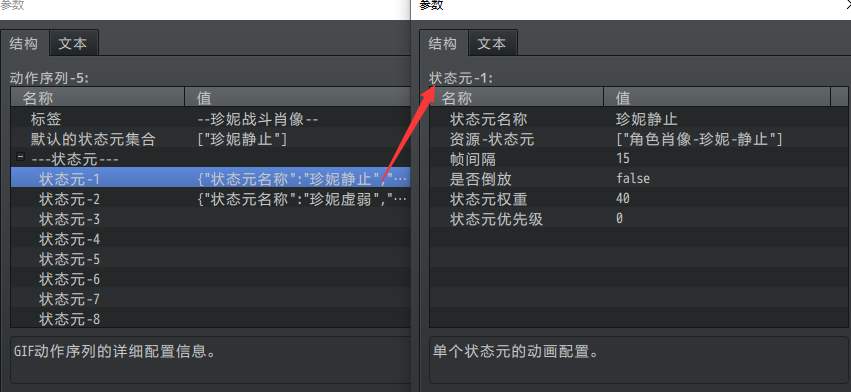 参数
结构 文本
动作序列-5:
名称 值
标签 --珍妮战斗肖像--
默认的状态元集合 ["珍妮静止"]
---状态元---
状态元-1 {"状态元名称":"珍妮静止","…
状态元-2 {"状态元名称":"珍妮虚弱","…
状态元-3
状态元-4
状态元-5
状态元-6
状态元-7
状态元-8
GIF动作序列的详细配置信息。
参数
结构 文本
状态元-1:
名称 值
状态元名称 珍妮静止
资源-状态元 ["角色肖像-珍妮-静止"]
帧间隔 15
是否倒放 false
状态元权重 40
状态元优先级 0
单个状态元的动画配置。